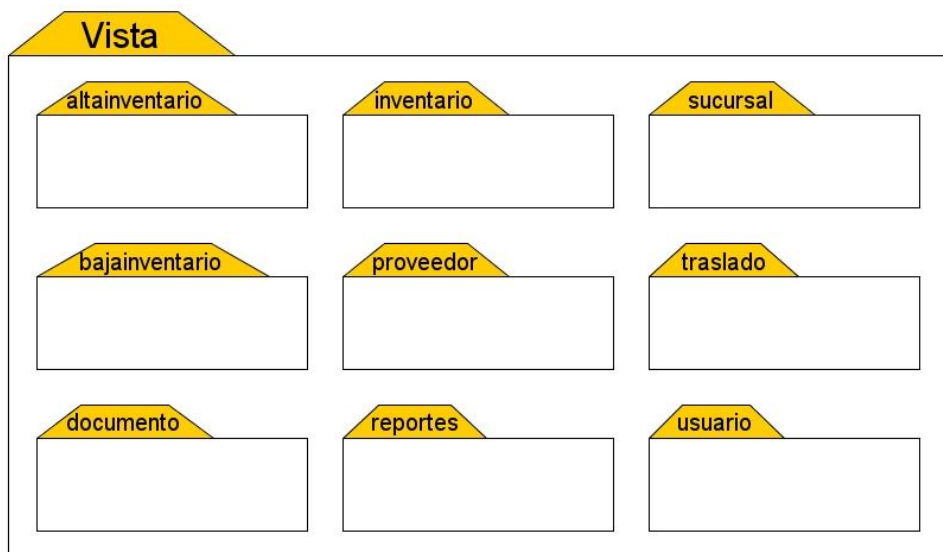 Vista
altainventario
inventario
sucursal
bajainventario
proveedor
traslado
documento
reportes
usuario